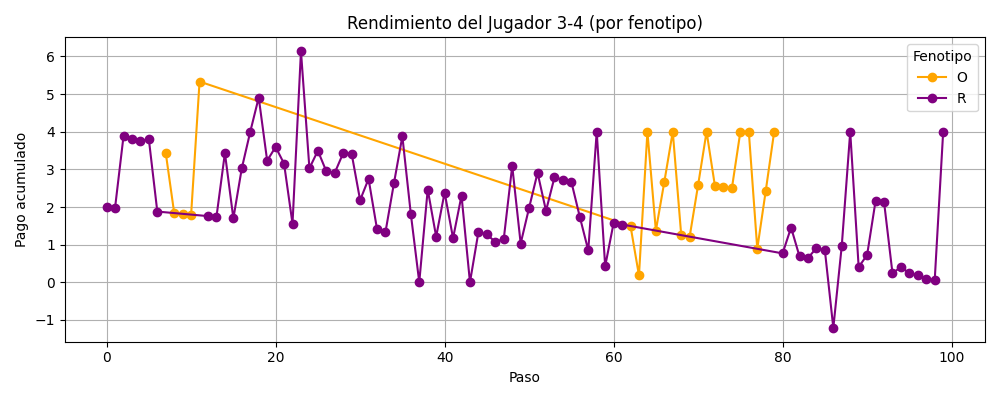 Rendimiento del Jugador 3-4 (por fenotipo)
Pago acumulado
6
5
4
3
2
1
0
−1
Fenotipo
O
R
0 20 40 60 80 100
Paso